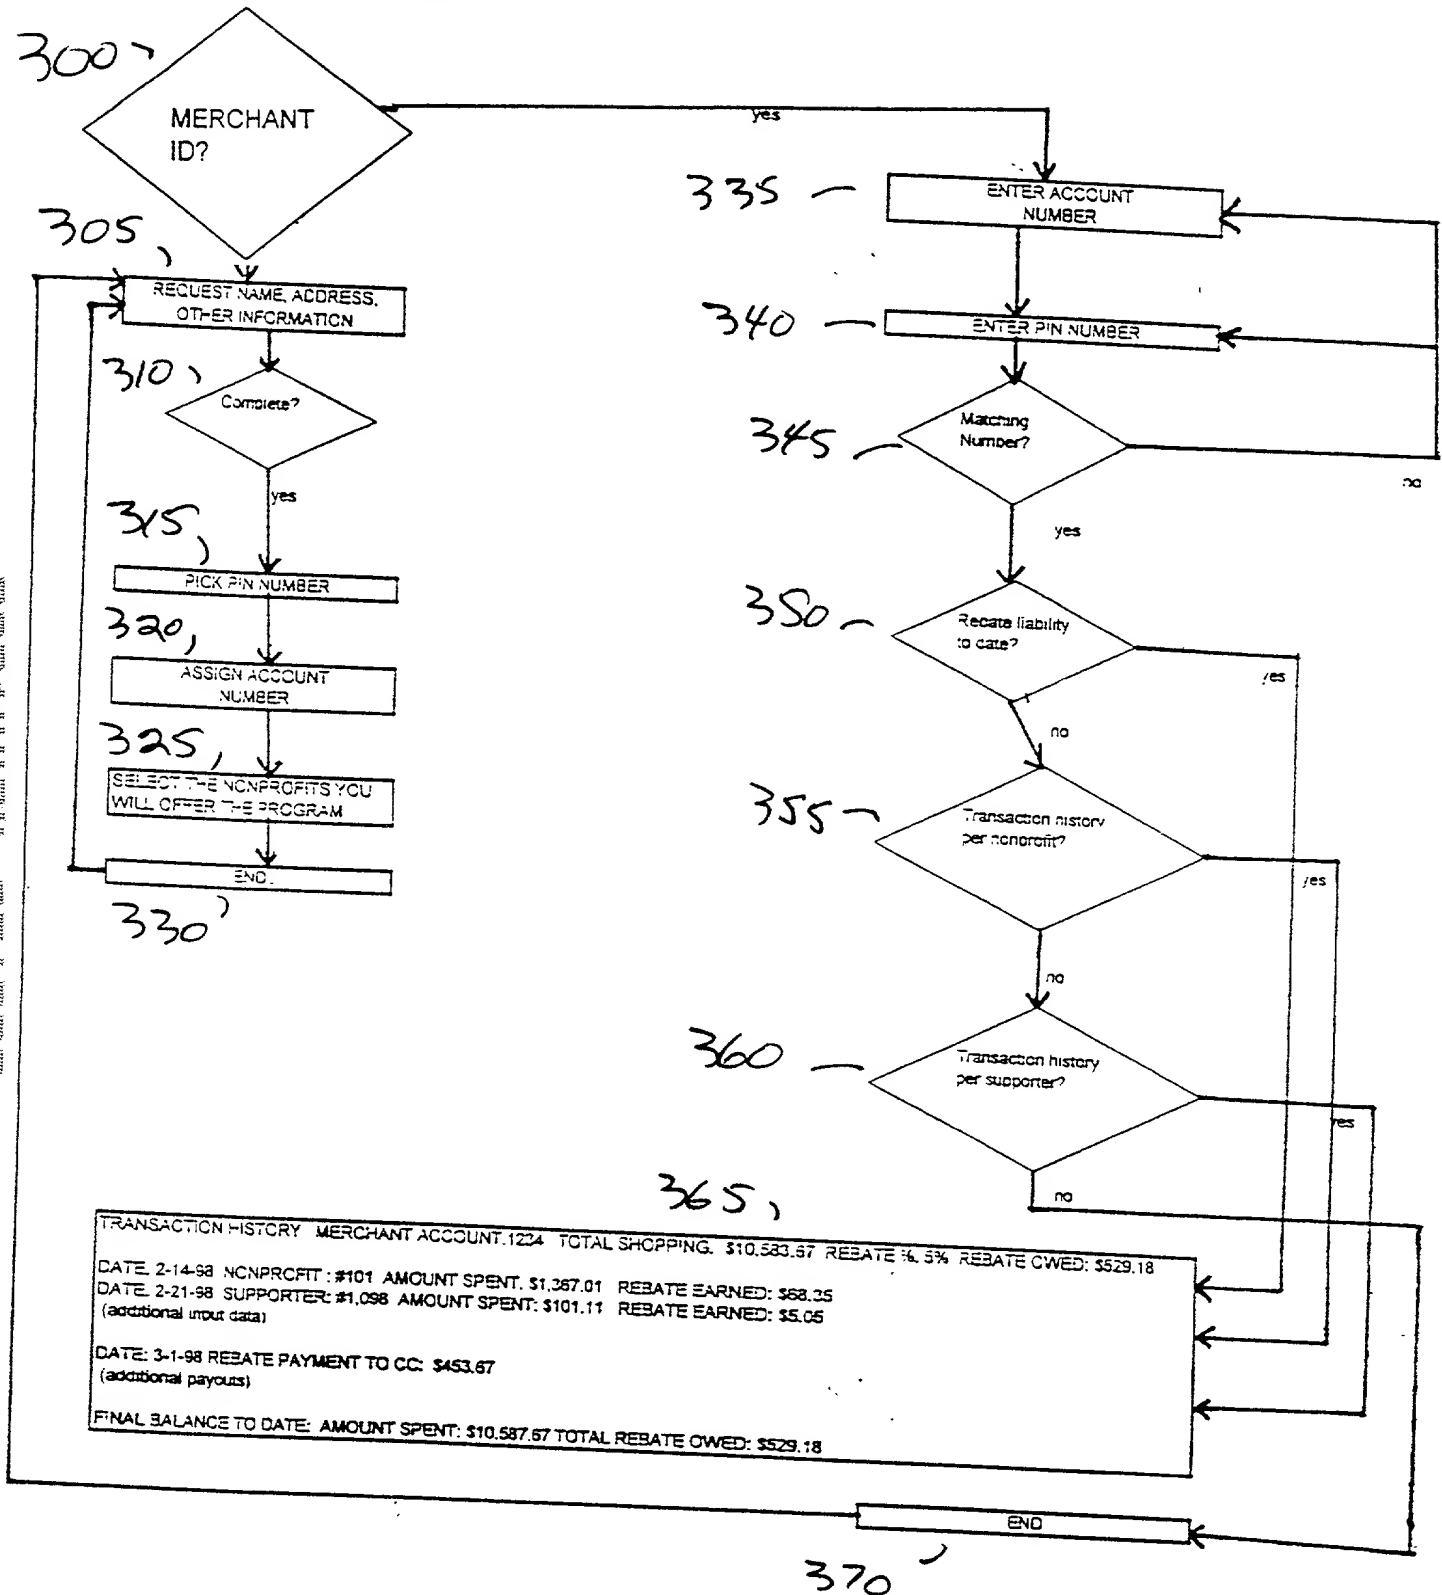 300
MERCHANT
ID?
yes
335
ENTER ACCOUNT
NUMBER
305
REQUEST NAME, ADDRESS,
OTHER INFORMATION
340
ENTER PIN NUMBER
310
Complete?
345
Matching
Number?
no
yes
yes
315
PICK PIN NUMBER
350
Rebate liability
to date?
yes
no
320
ASSIGN ACCOUNT
NUMBER
325
SELECT THE NONPROFITS YOU
WILL OFFER THE PROGRAM
355
Transaction history
per nonprofit?
yes
no
END
330
360
Transaction history
per supporter?
yes
no
365
TRANSACTION HISTORY MERCHANT ACCOUNT.1234 TOTAL SHOPPING. $10,583.67 REBATE %. 5% REBATE OWED: $529.18
DATE. 2-14-98 NONPROFIT : #101 AMOUNT SPENT. $1,367.01 REBATE EARNED: $68.35
DATE. 2-21-98 SUPPORTER: #1,098 AMOUNT SPENT: $101.11 REBATE EARNED: $5.05
(additional input data)
DATE: 3-1-98 REBATE PAYMENT TO CC: $453.67
(additional payouts)
FINAL BALANCE TO DATE: AMOUNT SPENT: $10,587.67 TOTAL REBATE OWED: $529.18
END
370